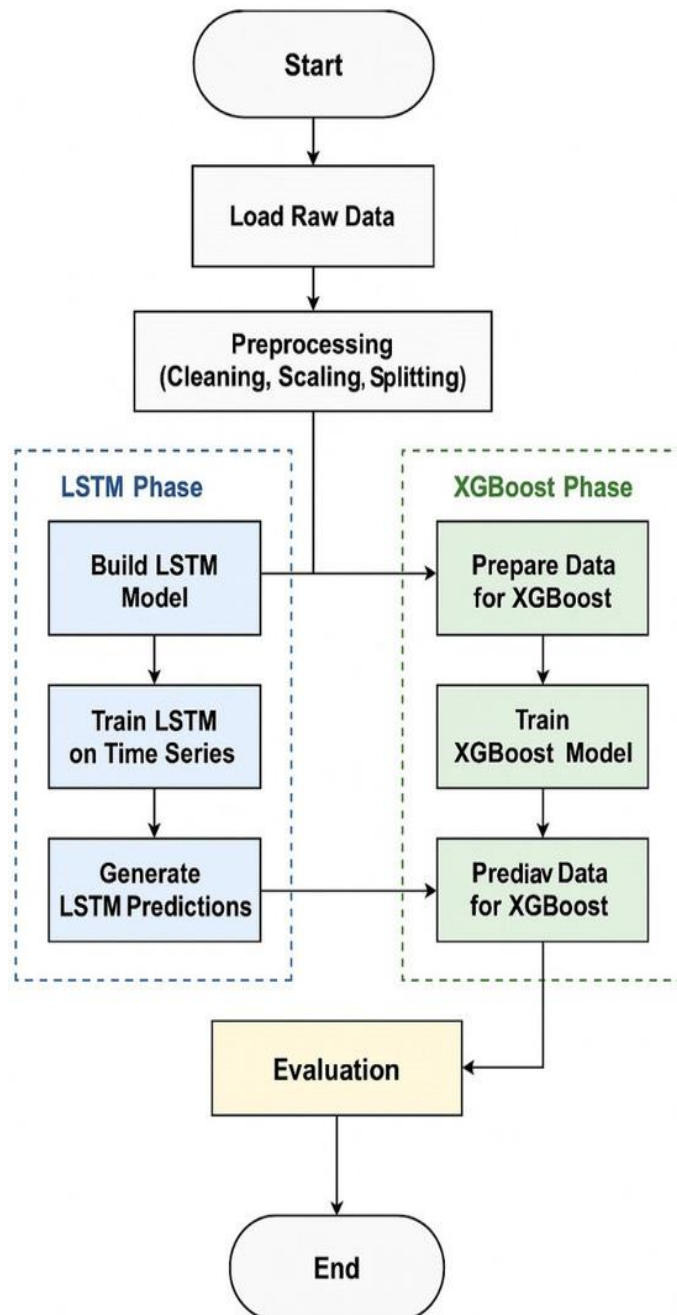 Start
Load Raw Data
Preprocessing
(Cleaning, Scaling, Splitting)
LSTM Phase
Build LSTM
Model
Train LSTM
on Time Series
Generate
LSTM Predictions
XGBoost Phase
Prepare Data
for XGBoost
Train
XGBoost Model
Prediav Data
for XGBoost
Evaluation
End